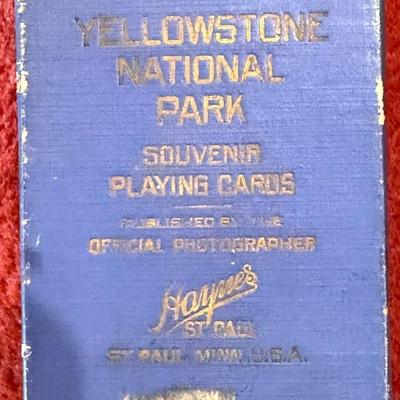 YELLOWSTONE
NATIONAL
PARK
SOUVENIR
PLAYING CARDS
PUBLISHED BY THE
OFFICIAL PHOTOGRAPHER
Haynes
ST PAUL
ST PAUL, MINN., U.S.A.